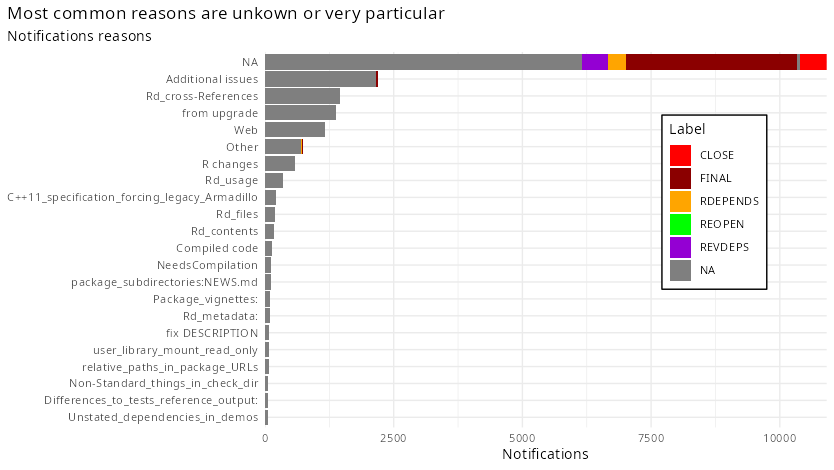 Most common reasons are unkown or very particular
Notifications reasons
NA
Additional issues
Rd_cross-References
from upgrade
Web
Other
R changes
Rd_usage
C++11_specification_forcing_legacy_Armadillo
Rd_files
Rd_contents
Compiled code
NeedsCompilation
package_subdirectories:NEWS.md
Package_vignettes:
Rd_metadata:
fix DESCRIPTION
user_library_mount_read_only
relative_paths_in_package_URLs
Non-Standard_things_in_check_dir
Differences_to_tests_reference_output:
Unstated_dependencies_in_demos
Label
CLOSE
FINAL
RDEPENDS
REOPEN
REVDEPS
NA
0 2500 5000 7500 10000
Notifications